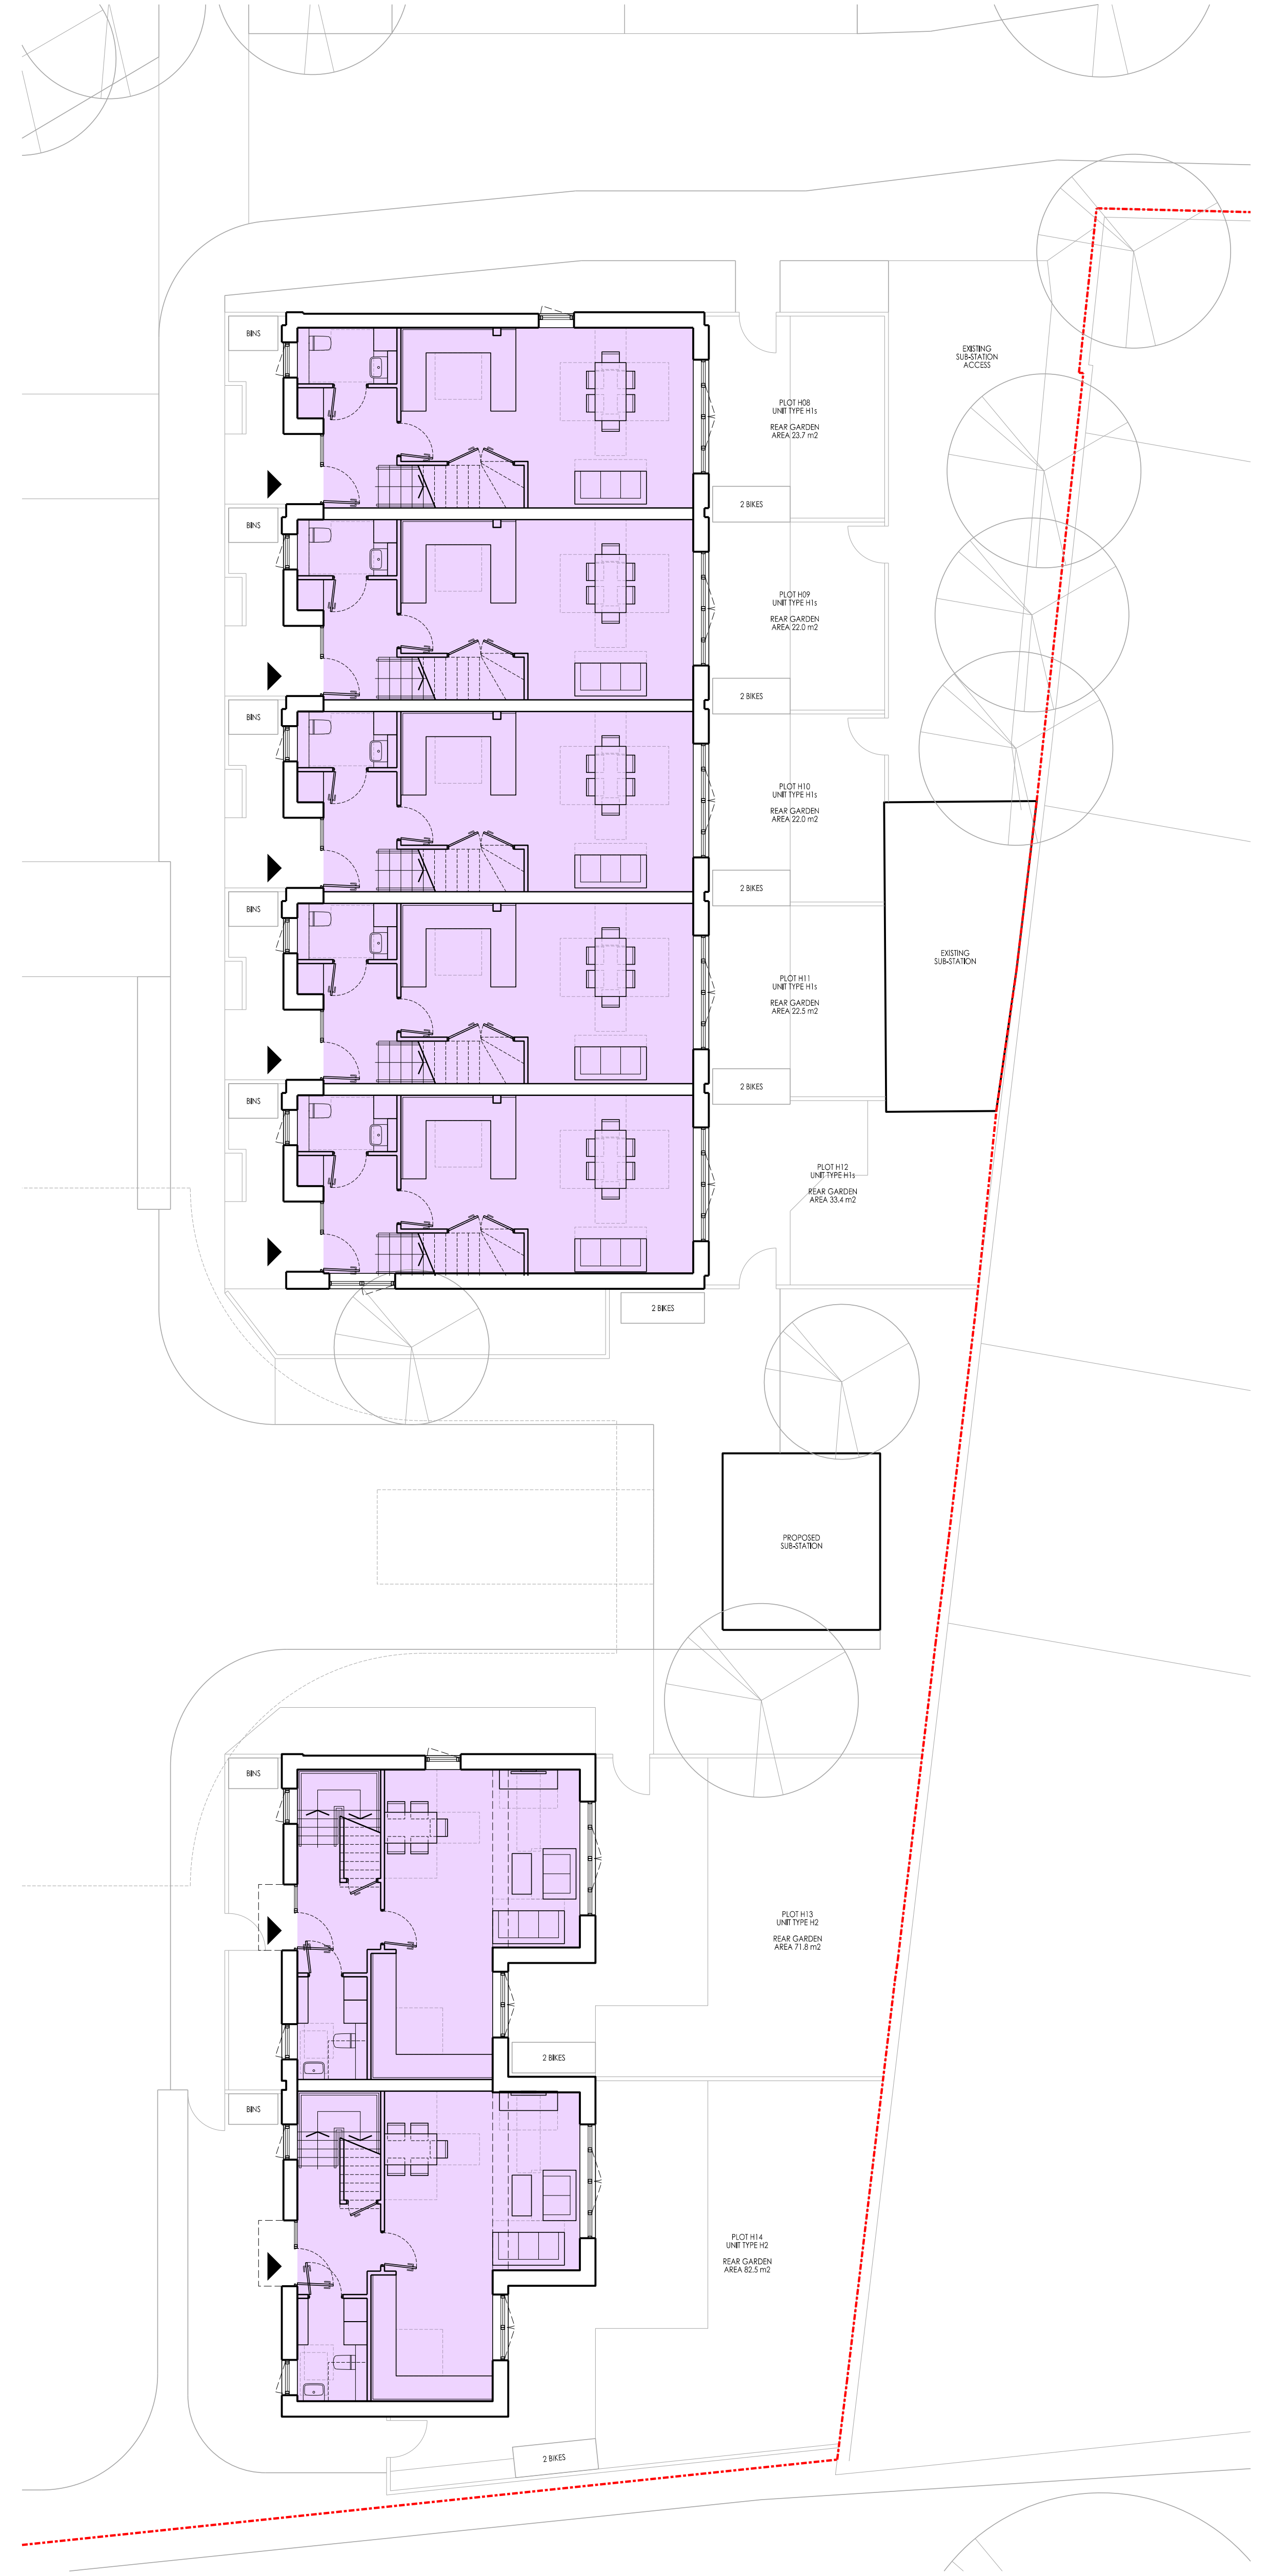 BINS
EXISTING
SUB-STATION
ACCESS
PLOT H08
UNIT TYPE H1s
REAR GARDEN
AREA 23.7 m2
2 BIKES
BINS
PLOT H09
UNIT TYPE H1s
REAR GARDEN
AREA 22.0 m2
2 BIKES
BINS
PLOT H10
UNIT TYPE H1s
REAR GARDEN
AREA 22.0 m2
2 BIKES
BINS
EXISTING
SUB-STATION
PLOT H11
UNIT TYPE H1s
REAR GARDEN
AREA 22.5 m2
2 BIKES
BINS
PLOT H12
UNIT TYPE H1s
REAR GARDEN
AREA 33.4 m2
2 BIKES
PROPOSED
SUB-STATION
BINS
PLOT H13
UNIT TYPE H2
REAR GARDEN
AREA 71.8 m2
2 BIKES
BINS
PLOT H14
UNIT TYPE H2
REAR GARDEN
AREA 82.5 m2
2 BIKES